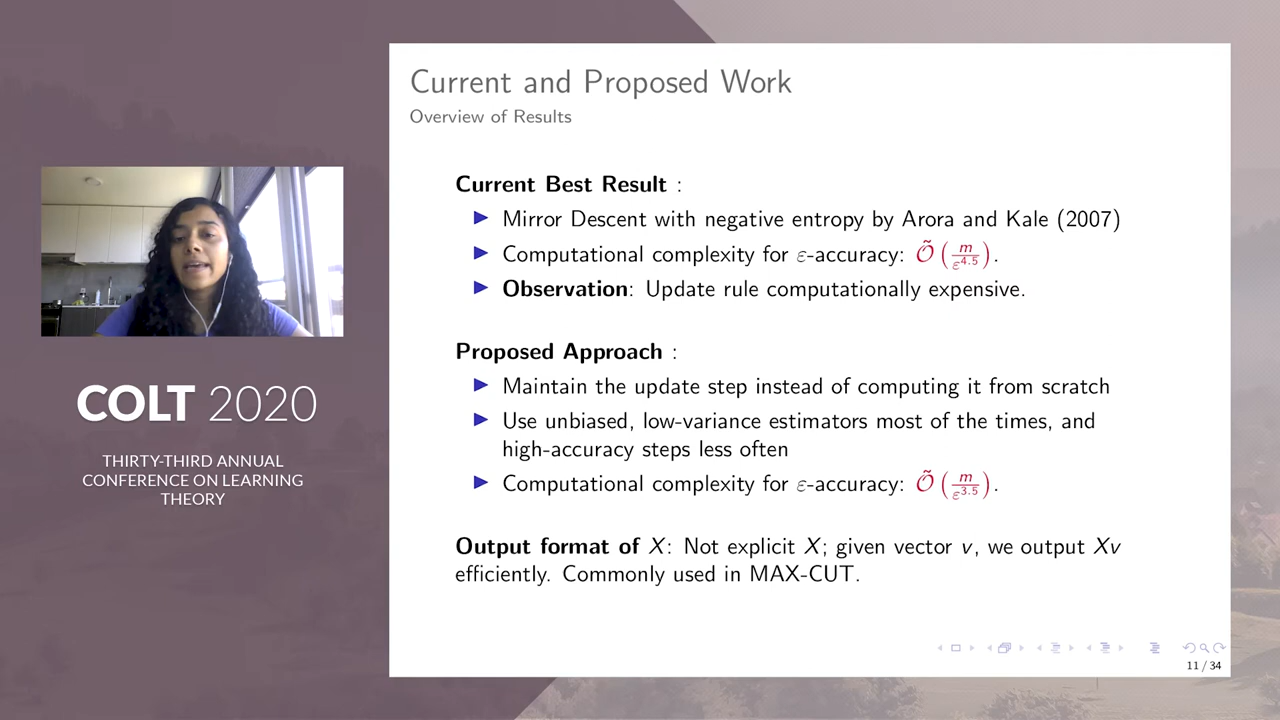 Current and Proposed Work
Overview of Results
Current Best Result :
▶ Mirror Descent with negative entropy by Arora and Kale (2007)
▶ Computational complexity for ε-accuracy: Õ(m/ε^4.5).
▶ Observation: Update rule computationally expensive.
Proposed Approach :
▶ Maintain the update step instead of computing it from scratch
▶ Use unbiased, low-variance estimators most of the times, and
high-accuracy steps less often
▶ Computational complexity for ε-accuracy: Õ(m/ε^3.5).
Output format of X: Not explicit X; given vector v, we output Xv
efficiently. Commonly used in MAX-CUT.
11 / 34
COLT 2020
THIRTY-THIRD ANNUAL
CONFERENCE ON LEARNING
THEORY